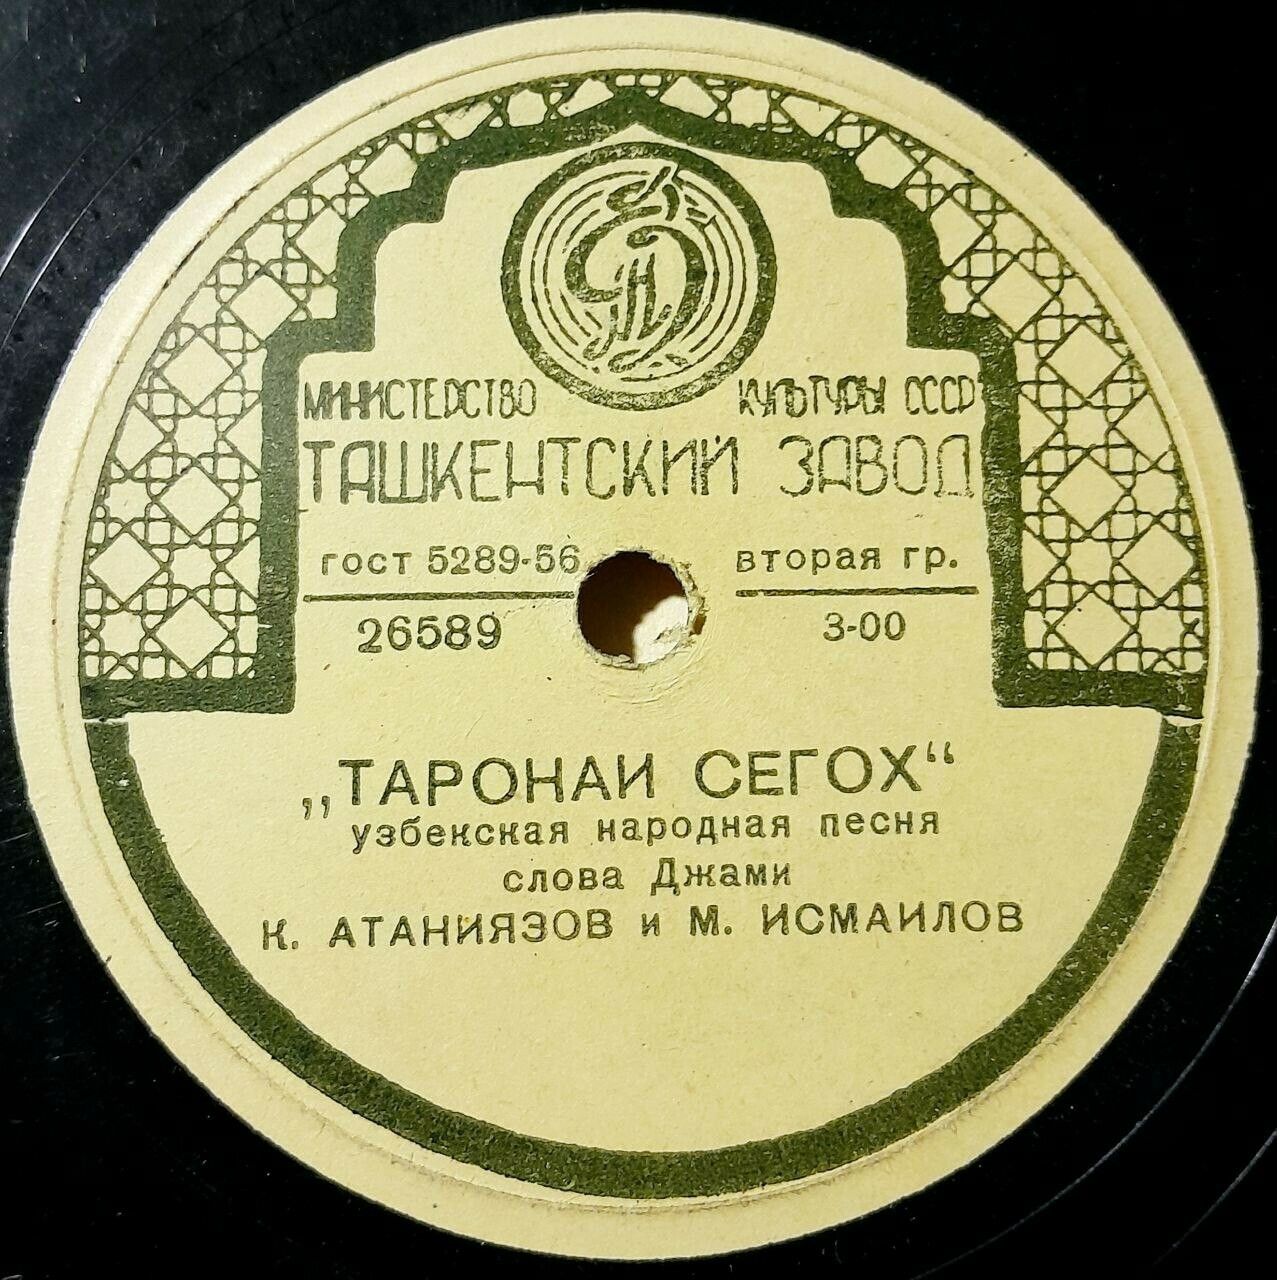 МИНИСТЕРСТВО КУЛЬТУРЫ СССР
ТАШКЕНТСКИЙ ЗАВОД
гост 5289-56 вторая гр.
26589 3-00
„ТАРОНАИ СЕГОХ“
узбекская народная песня
слова Джами
К. АТАНИЯЗОВ и М. ИСМАИЛОВ